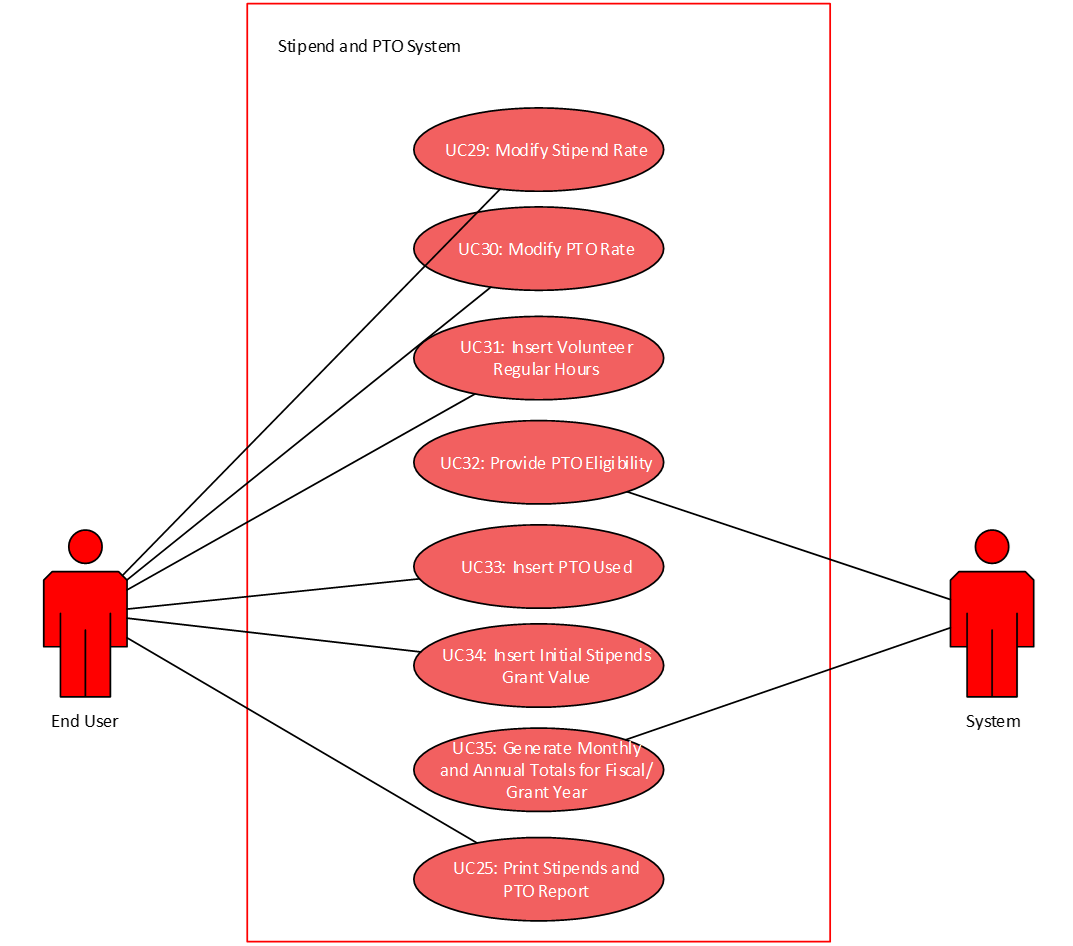 Stipend and PTO System
UC29: Modify Stipend Rate
UC30: Modify PTO Rate
UC31: Insert Volunteer
Regular Hours
UC32: Provide PTO Eligibility
UC33: Insert PTO Used
UC34: Insert Initial Stipends
Grant Value
End User
System
UC35: Generate Monthly
and Annual Totals for Fiscal/
Grant Year
UC25: Print Stipends and
PTO Report